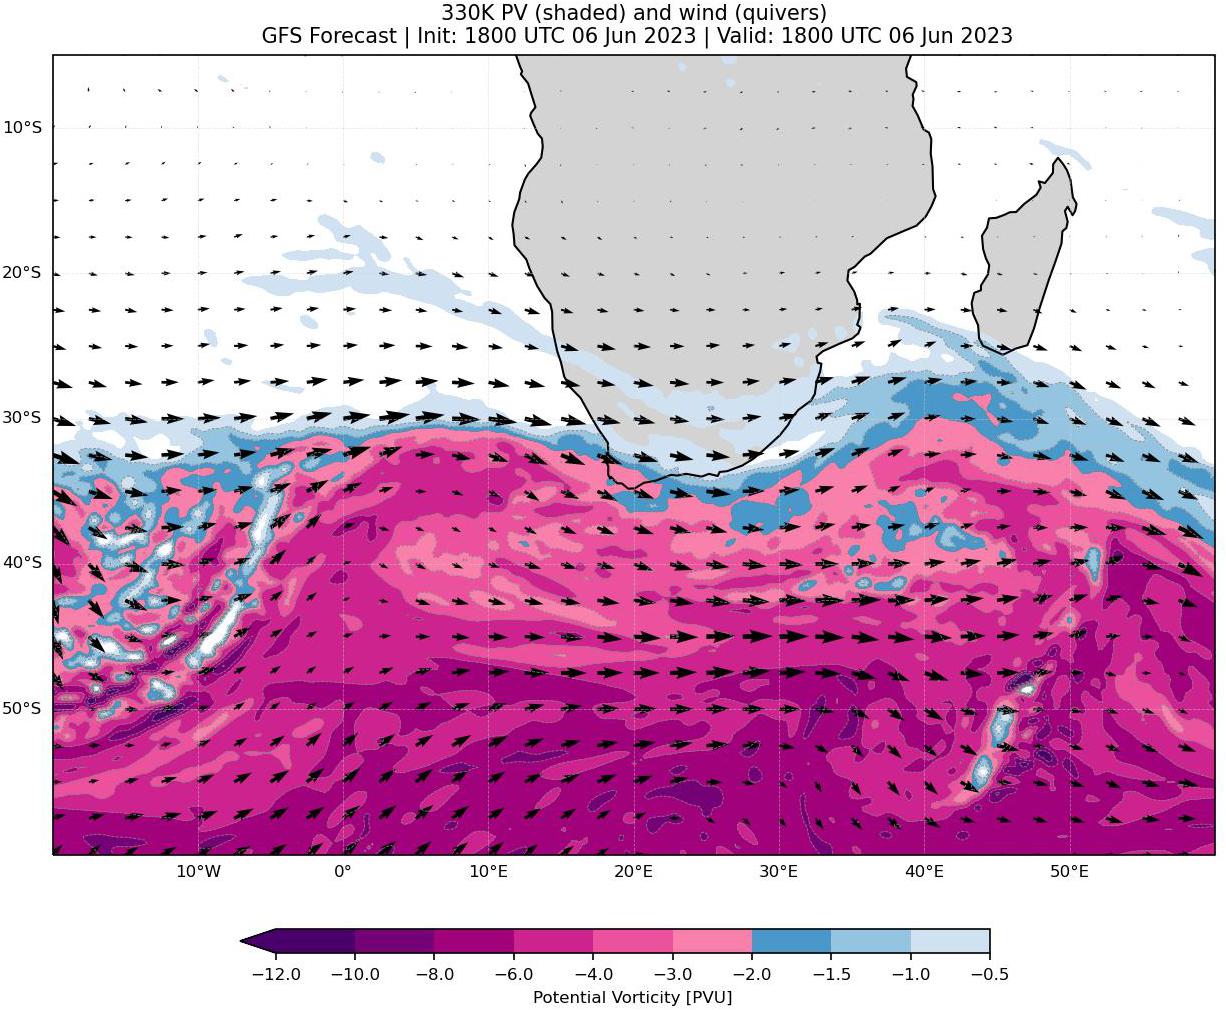 330K PV (shaded) and wind (quivers)
GFS Forecast | Init: 1800 UTC 06 Jun 2023 | Valid: 1800 UTC 06 Jun 2023
10°S
20°S
30°S
40°S
50°S
10°W 0° 10°E 20°E 30°E 40°E 50°E
−12.0 −10.0 −8.0 −6.0 −4.0 −3.0 −2.0 −1.5 −1.0 −0.5
Potential Vorticity [PVU]